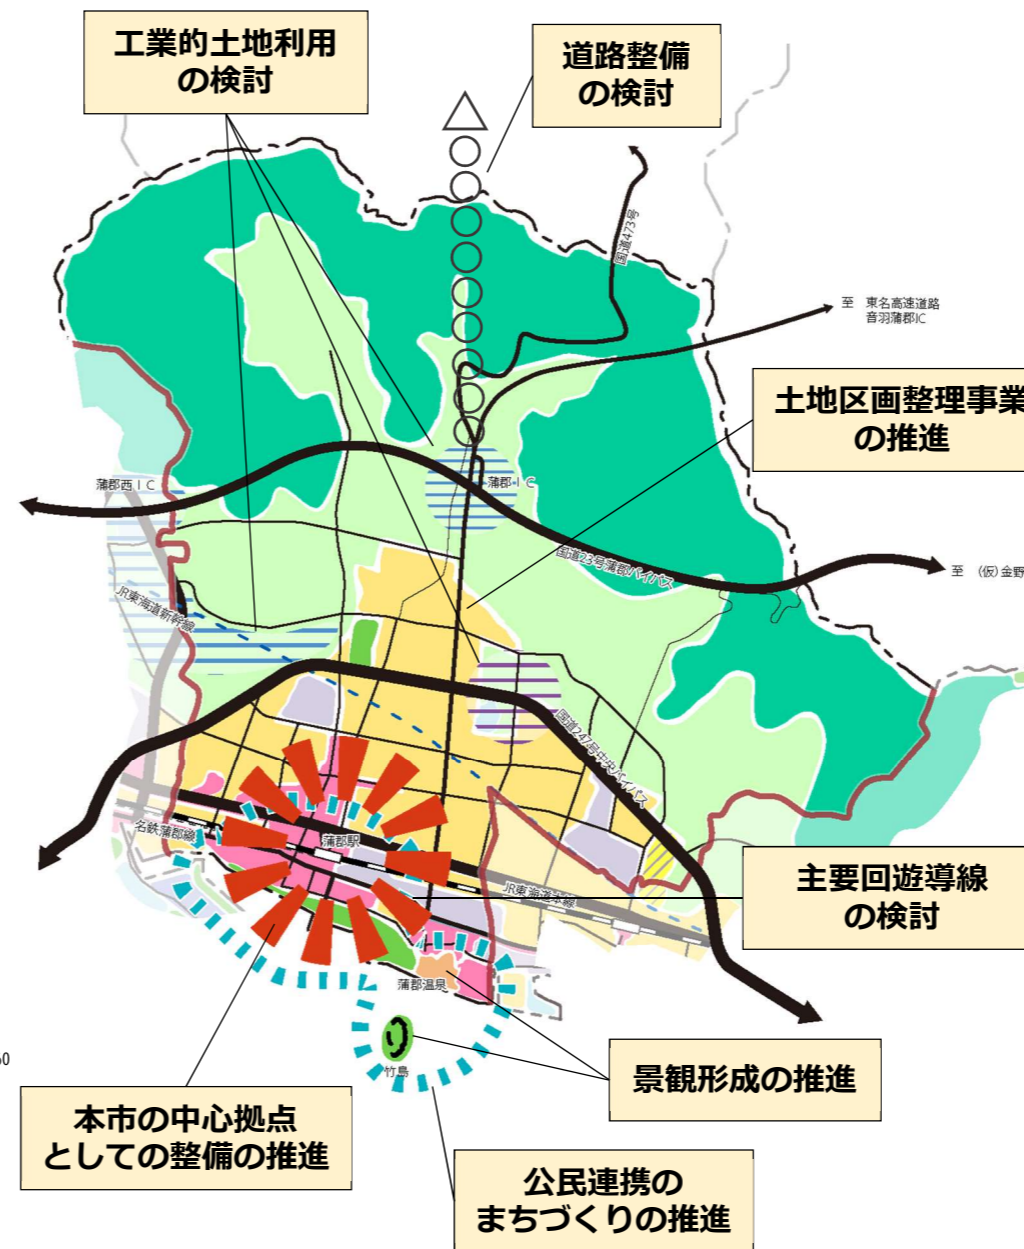 工業的土地利用
の検討
道路整備
の検討
国道473号
至 東名高速道路
音羽蒲郡IC
土地区画整理事業
の推進
蒲郡西IC
蒲郡IC
国道23号蒲郡バイパス
至 (仮)金野
JR東海道新幹線
国道247号中央バイパス
名鉄蒲郡線
蒲郡駅
JR東海道本線
主要回遊導線
の検討
蒲郡温泉
竹島
景観形成の推進
本市の中心拠点
としての整備の推進
公民連携の
まちづくりの推進